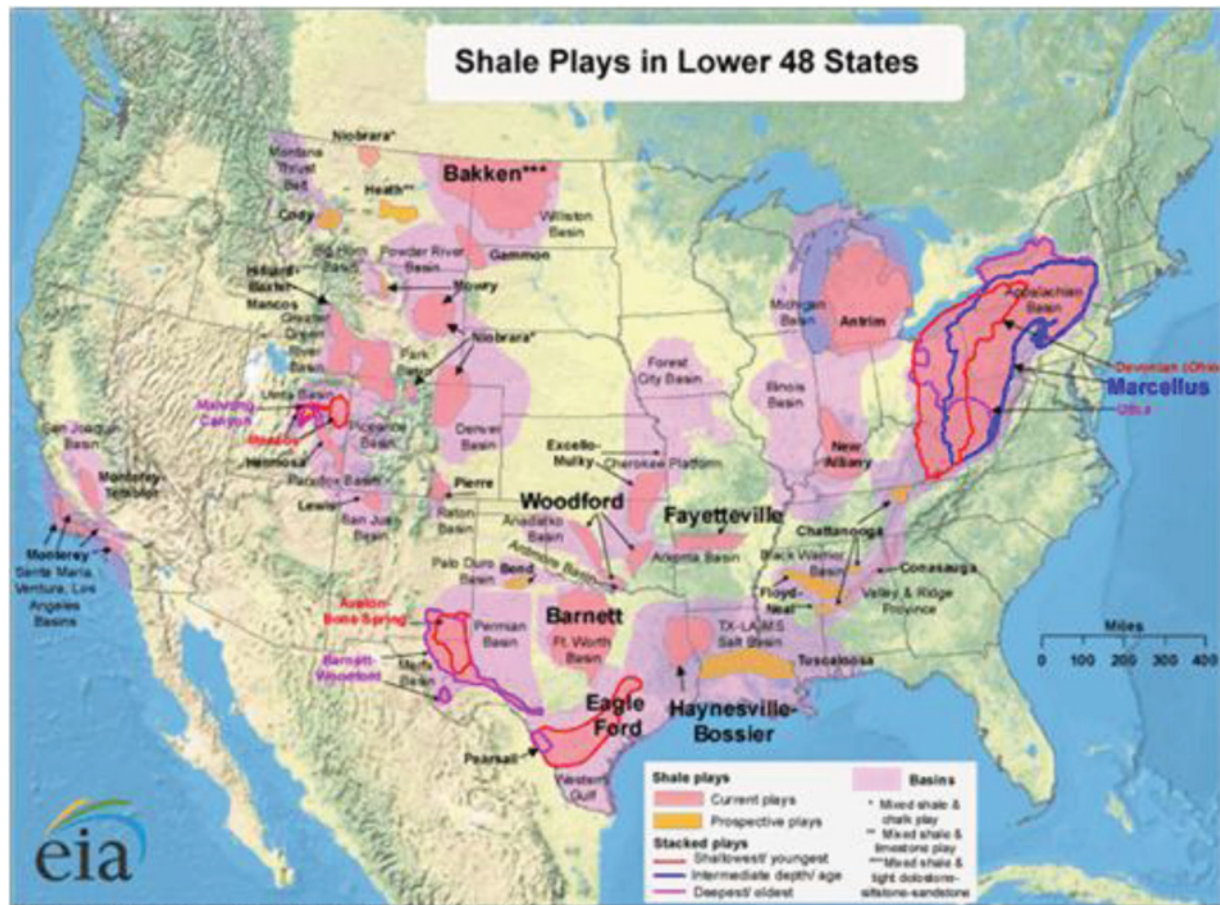 Shale Plays in Lower 48 States
Niobrara*
Montana
Thrust
Belt
Bakken***
Heath**
Cody
Williston
Basin
Big Horn
Basin
Powder River
Basin
Gammon
Hilliard-
Baxter-
Mancos
Mowry
Greater
Green
River
Basin
Niobrara*
Park
Basin
Michigan
Basin
Antrim
Appalachian
Basin
Devonian (Ohio)
Marcellus
Utica
Forest
City Basin
Illinois
Basin
Uinta Basin
Manning
Canyon
Mancos
Piceance
Basin
Denver
Basin
San Joaquin
Basin
Hermosa
Excello-
Mulky
Cherokee Platform
New
Albany
Monterey-
Temblor
Paradox Basin
Lewis
San Juan
Basin
Pierre
Raton
Basin
Woodford
Anadarko
Basin
Fayetteville
Arkoma Basin
Chattanooga
Black Warrior
Basin
Conasauga
Monterey
Santa Maria,
Ventura, Los
Angeles
Basins
Palo Duro
Basin
Bend
Ardmore Basin
Floyd-
Neal
Valley & Ridge
Province
Avalon-
Bone Spring
Permian
Basin
Barnett
Ft. Worth
Basin
TX-LA-MS
Salt Basin
Tuscaloosa
Barnett-
Woodford
Marfa
Basin
Eagle
Ford
Haynesville-
Bossier
Pearsall
Western
Gulf
Miles
0 100 200 300 400
Shale plays
Current plays
Prospective plays
Stacked plays
Shallowest/ youngest
Intermediate depth/ age
Deepest/ oldest
Basins
* Mixed shale &
chalk play
** Mixed shale &
limestone play
***Mixed shale &
tight dolostone-
siltstone-sandstone
eia